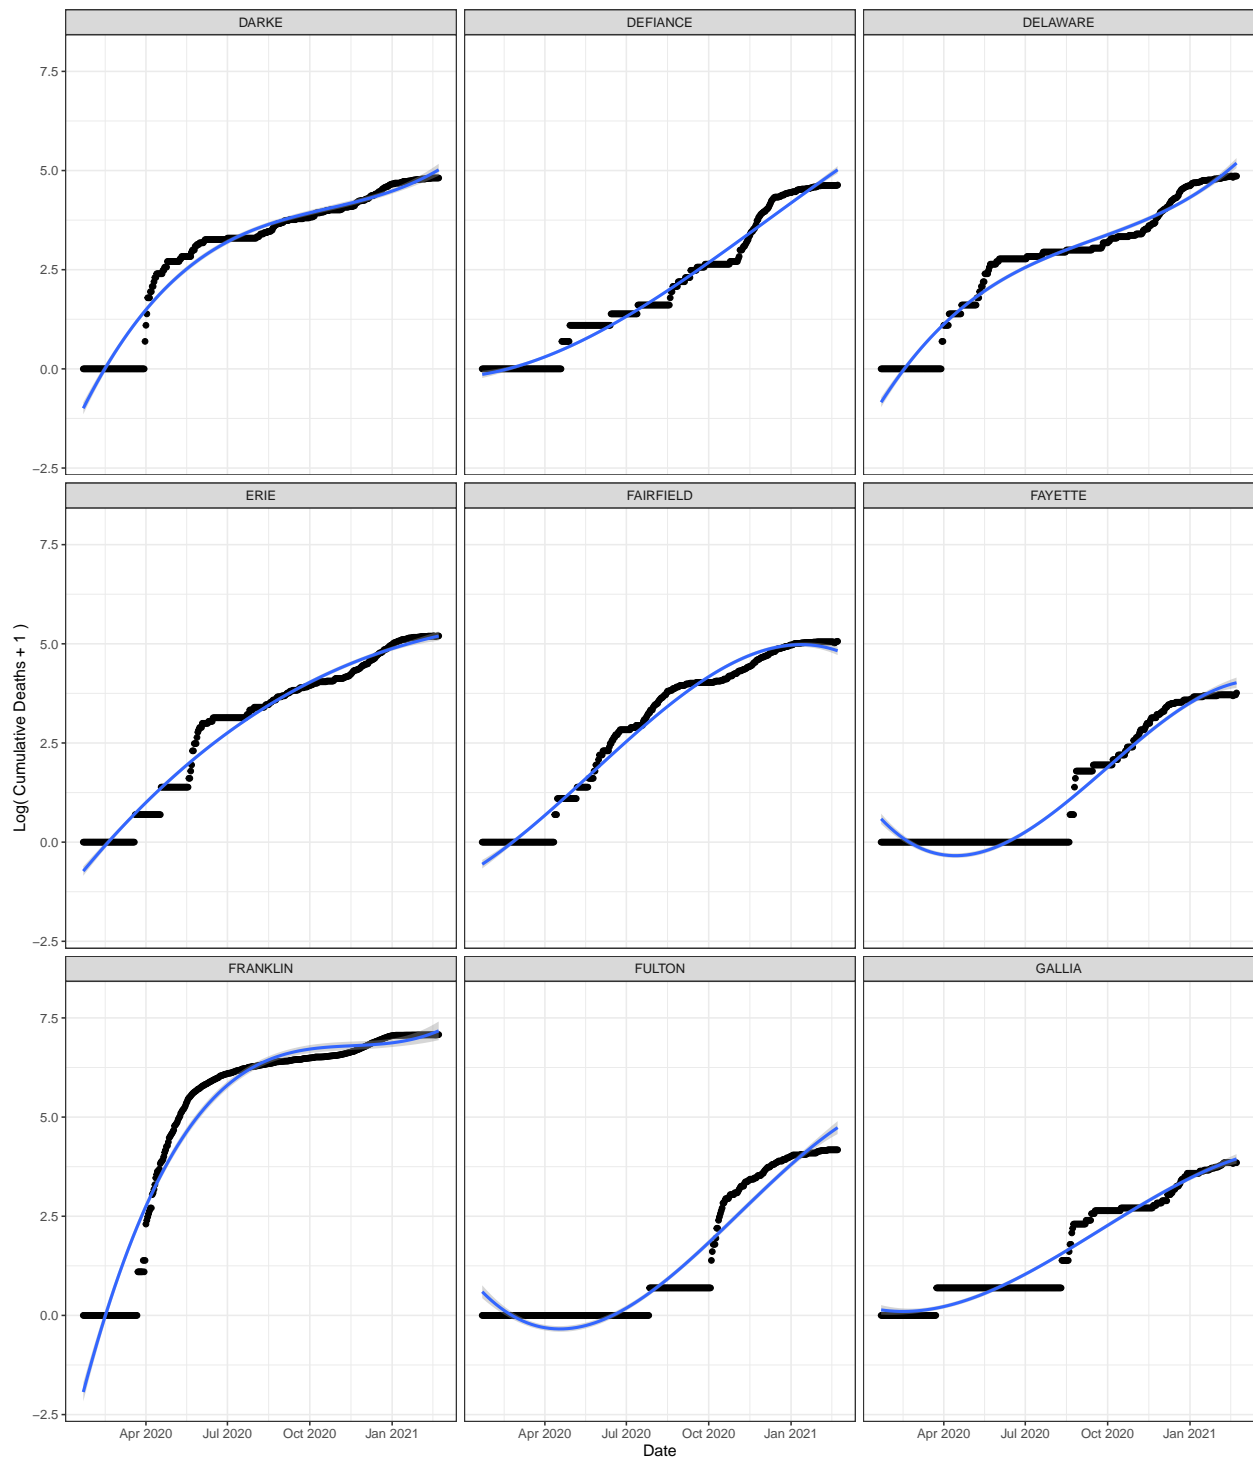 DARKE DEFIANCE DELAWARE
7.5
5.0
2.5
0.0
−2.5
ERIE FAIRFIELD FAYETTE
7.5
5.0
2.5
0.0
−2.5
Log( Cumulative Deaths + 1 )
FRANKLIN FULTON GALLIA
7.5
5.0
2.5
0.0
−2.5
Apr 2020 Jul 2020 Oct 2020 Jan 2021 Apr 2020 Jul 2020 Oct 2020 Jan 2021 Apr 2020 Jul 2020 Oct 2020 Jan 2021
Date